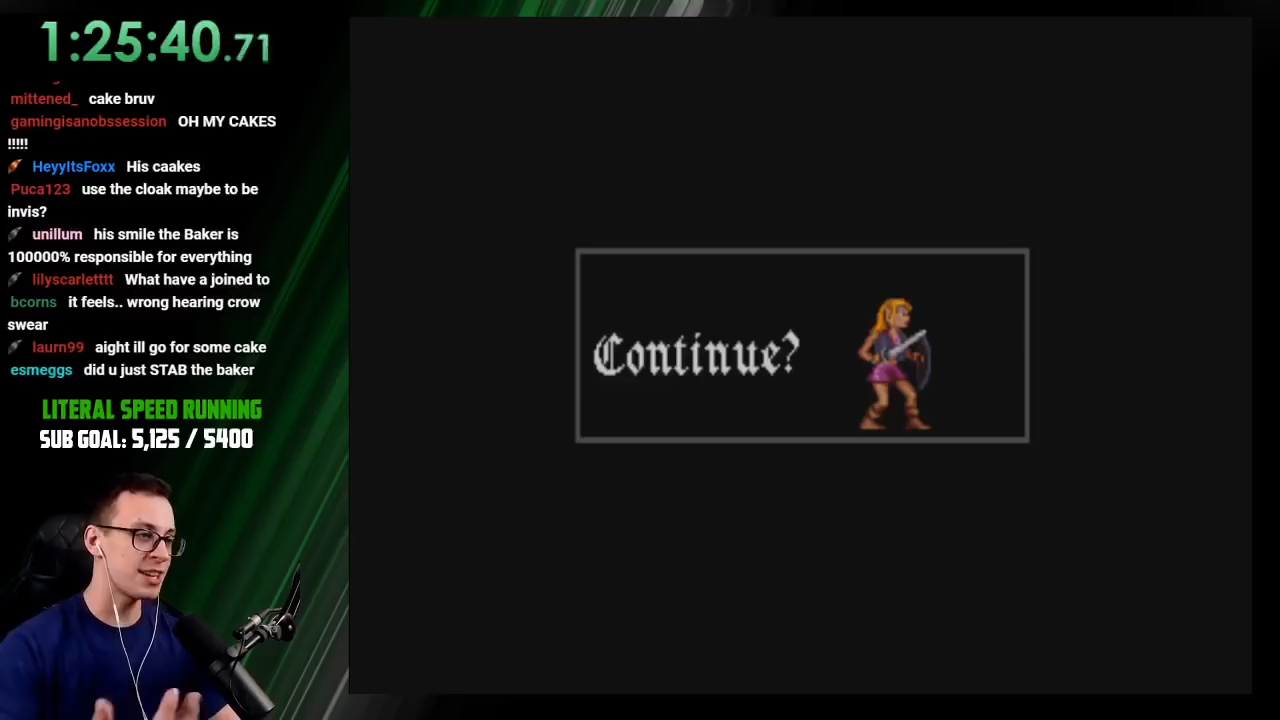 1:25:40.71
mittened_ cake bruv
gamingisanobssession OH MY CAKES
!!!!!
HeyyItsFoxx His caakes
Puca123 use the cloak maybe to be
invis?
unillum his smile the Baker is
100000% responsible for everything
lilyscarletttt What have a joined to
bcorns it feels.. wrong hearing crow
swear
laurn99 aight ill go for some cake
esmeggs did u just STAB the baker
LITERAL SPEED RUNNING
SUB GOAL: 5,125 / 5400
Continue?